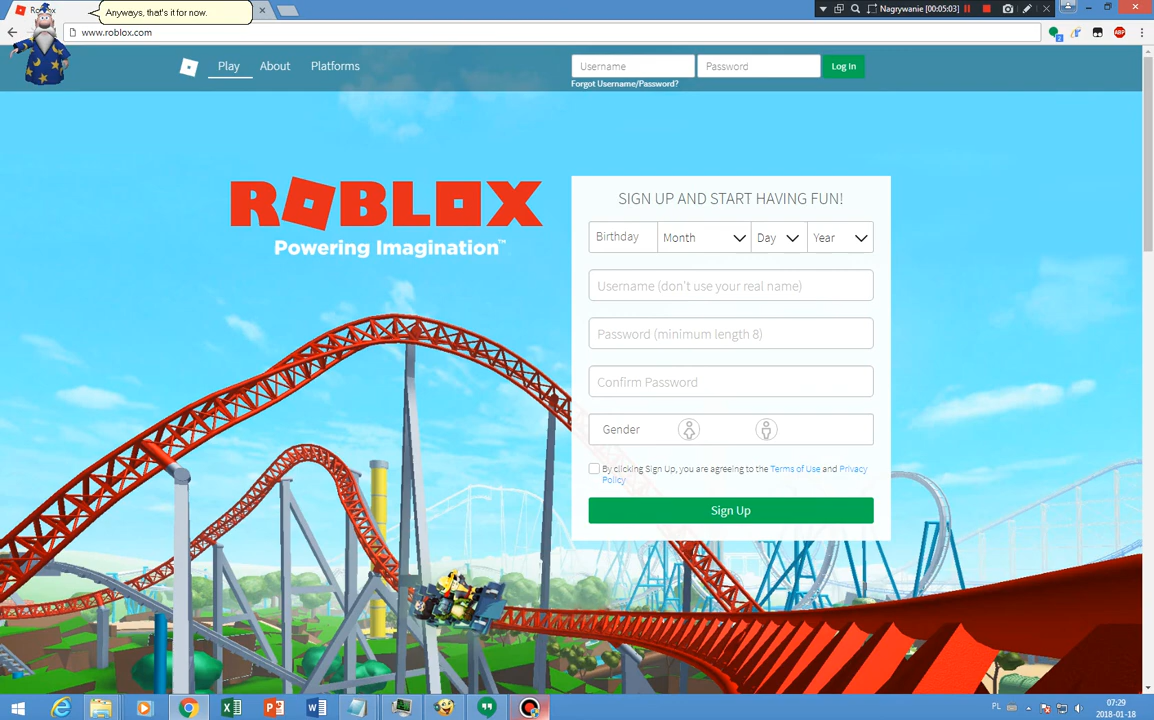 Roblox
Anyways, that's it for now.
Nagrywanie [00:05:03]
www.roblox.com
2
ABP
Play
About
Platforms
Username
Password
Log In
Forgot Username/Password?
ROBLOX
Powering Imagination™
SIGN UP AND START HAVING FUN!
Birthday
Month
Day
Year
Username (don't use your real name)
Password (minimum length 8)
Confirm Password
Gender
By clicking Sign Up, you are agreeing to the Terms of Use and Privacy
Policy
Sign Up
PL
07:29
2018-01-18